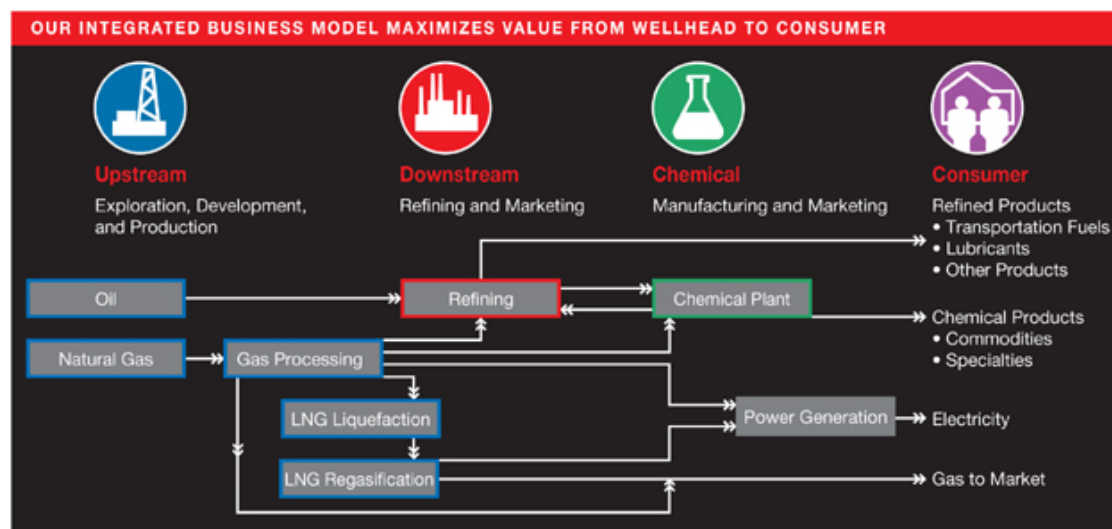 OUR INTEGRATED BUSINESS MODEL MAXIMIZES VALUE FROM WELLHEAD TO CONSUMER
Upstream
Exploration, Development,
and Production
Downstream
Refining and Marketing
Chemical
Manufacturing and Marketing
Consumer
Refined Products
• Transportation Fuels
• Lubricants
• Other Products
Oil
Refining
Chemical Plant
Chemical Products
• Commodities
• Specialties
Natural Gas
Gas Processing
LNG Liquefaction
Power Generation
Electricity
LNG Regasification
Gas to Market